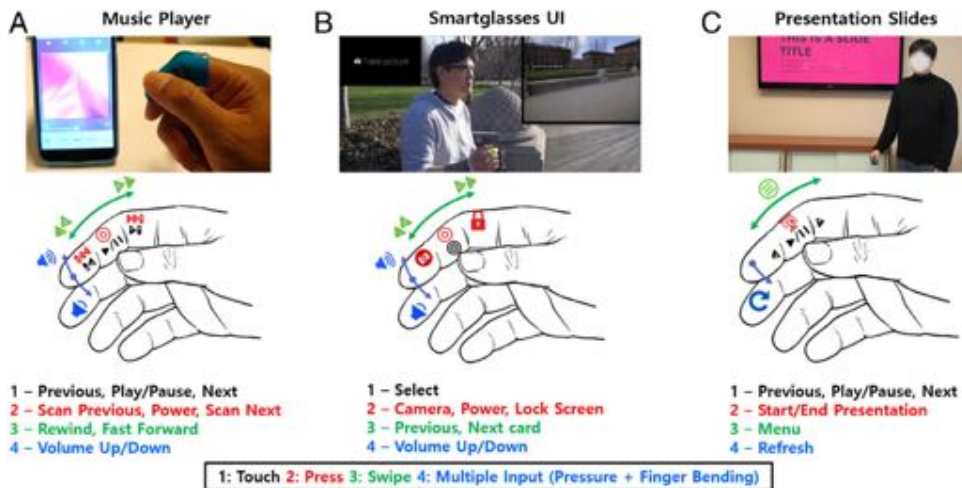 A Music Player
B Smartglasses UI
C Presentation Slides
Take picture
THIS IS A SLIDE
TITLE
1 – Previous, Play/Pause, Next
2 – Scan Previous, Power, Scan Next
3 – Rewind, Fast Forward
4 – Volume Up/Down
1 – Select
2 – Camera, Power, Lock Screen
3 – Previous, Next card
4 – Volume Up/Down
1 – Previous, Play/Pause, Next
2 – Start/End Presentation
3 – Menu
4 – Refresh
1: Touch 2: Press 3: Swipe 4: Multiple Input (Pressure + Finger Bending)